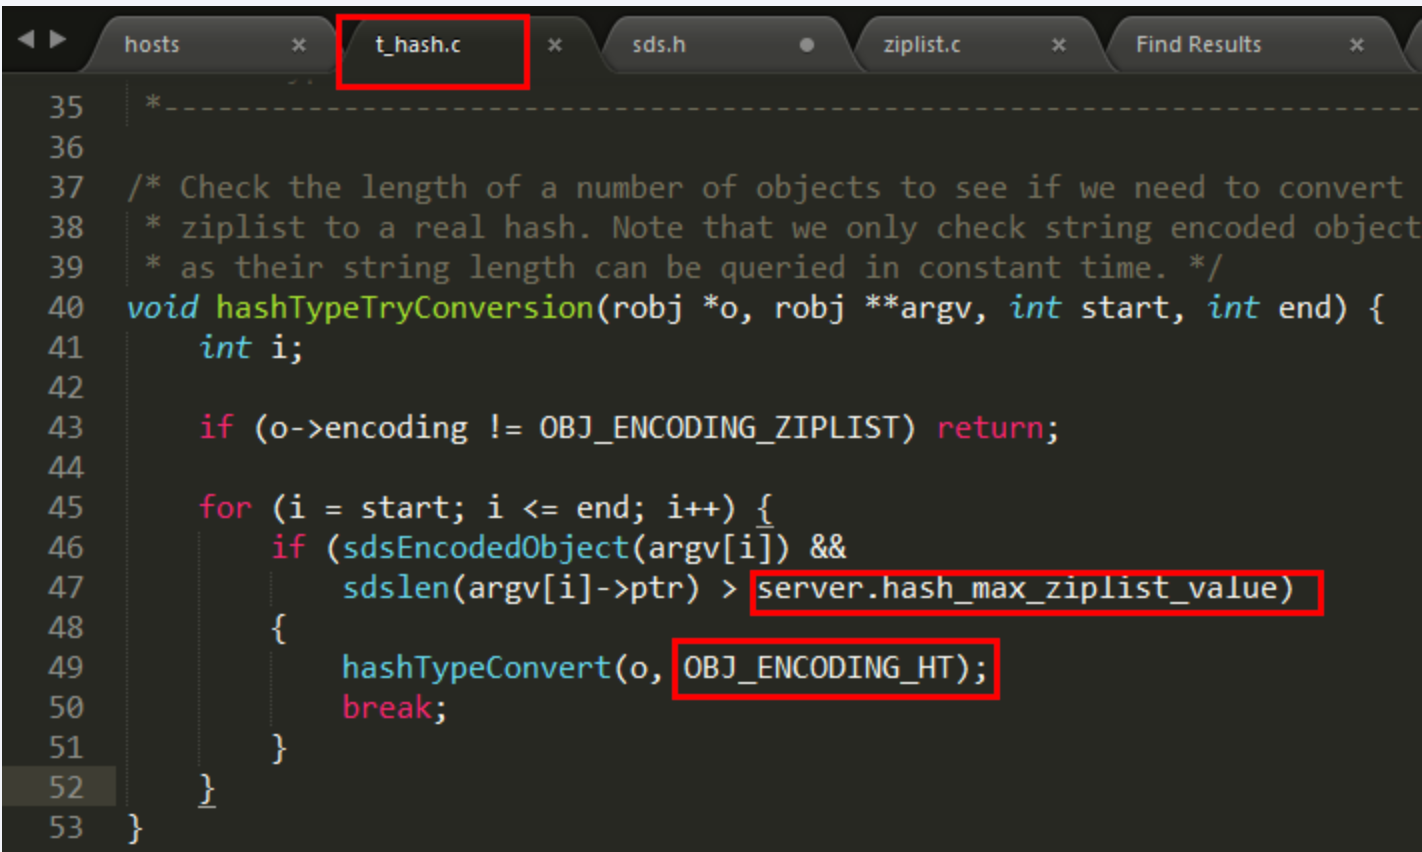 hosts × t_hash.c × sds.h ziplist.c × Find Results ×
35 *----------------------------------------------------------------------
36
37 /* Check the length of a number of objects to see if we need to convert
38 * ziplist to a real hash. Note that we only check string encoded object
39 * as their string length can be queried in constant time. */
40 void hashTypeTryConversion(robj *o, robj **argv, int start, int end) {
41 int i;
42
43 if (o->encoding != OBJ_ENCODING_ZIPLIST) return;
44
45 for (i = start; i <= end; i++) {
46 if (sdsEncodedObject(argv[i]) &&
47 sdslen(argv[i]->ptr) > server.hash_max_ziplist_value)
48 {
49 hashTypeConvert(o, OBJ_ENCODING_HT);
50 break;
51 }
52 }
53 }